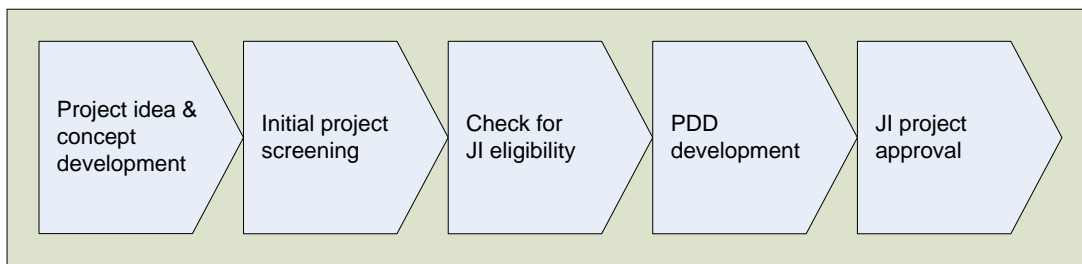 Project idea &
concept
development
Initial project
screening
Check for
JI eligibility
PDD
development
JI project
approval